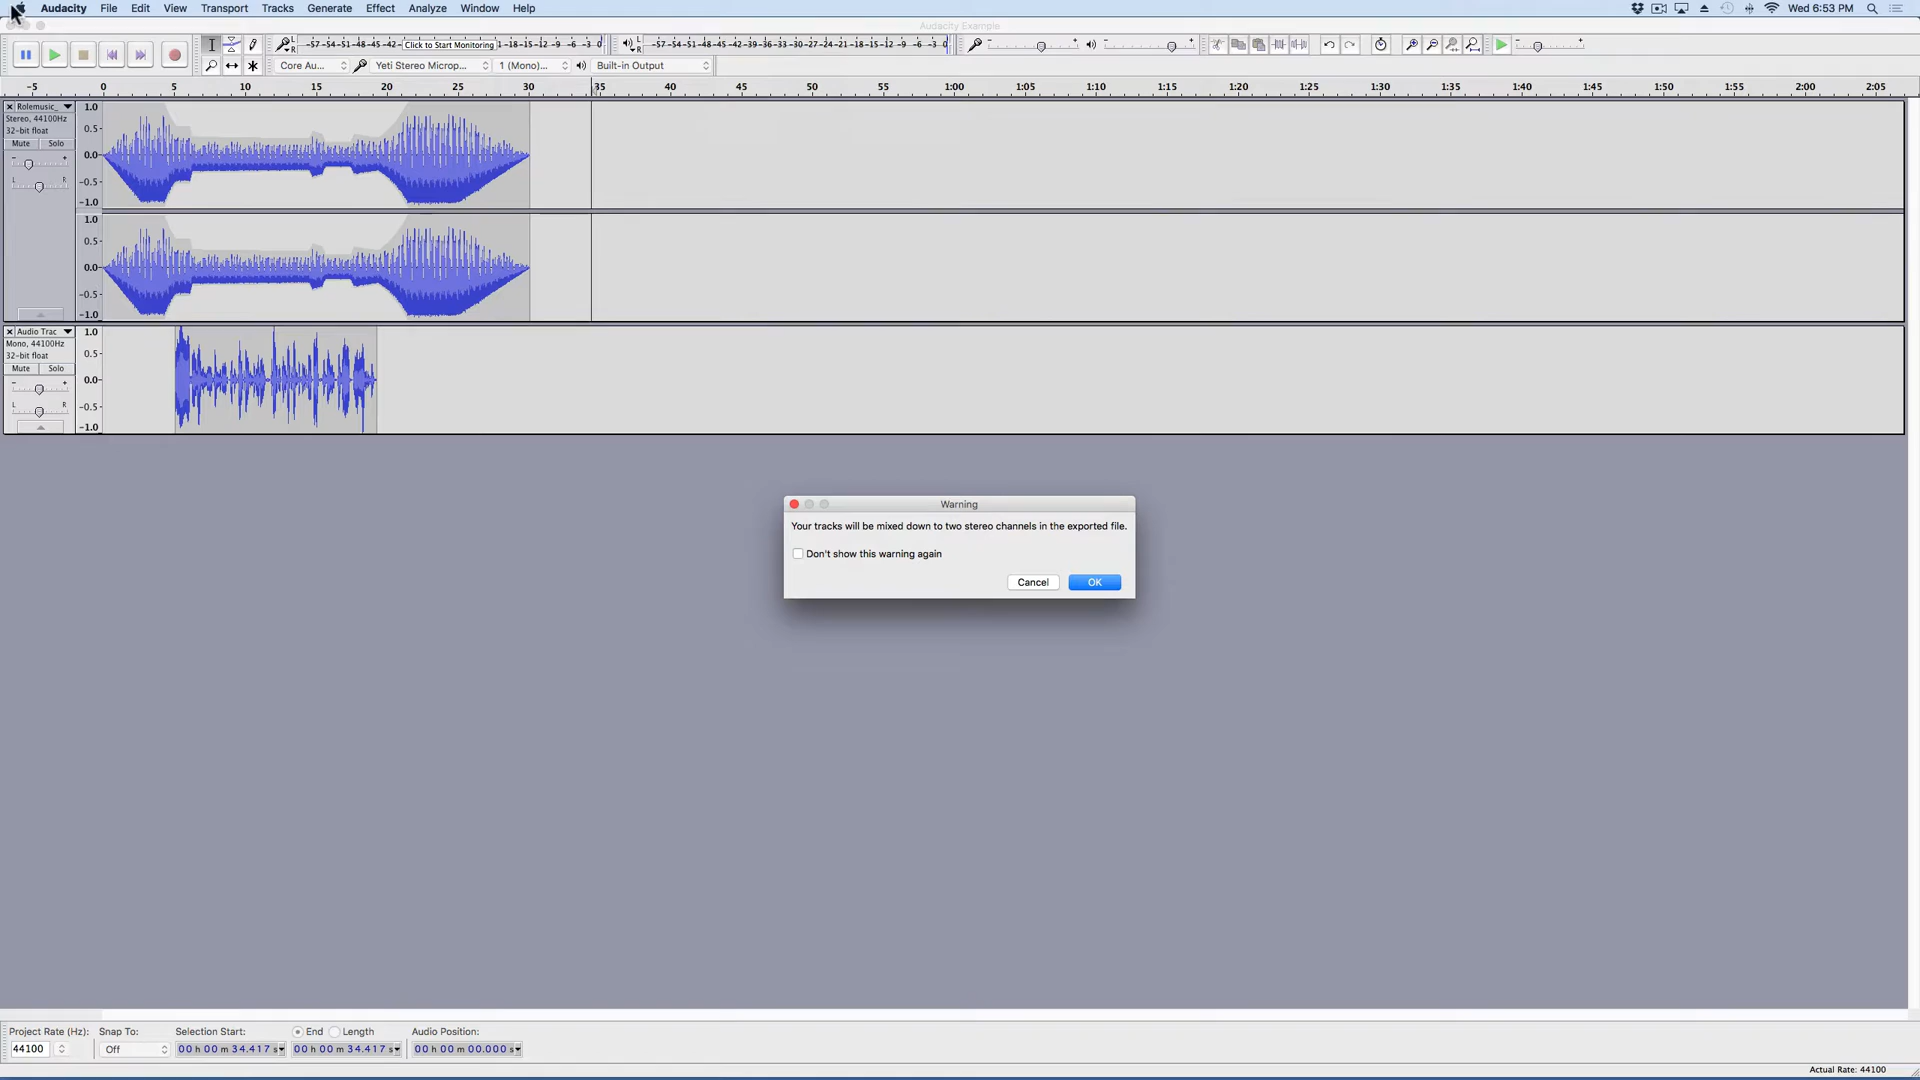 Audacity File Edit View Transport Tracks Generate Effect Analyze Window Help Wed 6:53 PM
Audacity Example
L R -57-54-51-48-45-42- Click to Start Monitoring -18-15-12 -9 -6 -3 0 L R -57-54-51-48-45-42-39-36-33-30-27-24-21-18-15-12 -9 -6 -3 0 - + - + - +
Core Au... Yeti Stereo Microp... 1 (Mono)... Built-in Output
-5 0 5 10 15 20 25 30 35 40 45 50 55 1:00 1:05 1:10 1:15 1:20 1:25 1:30 1:35 1:40 1:45 1:50 1:55 2:00 2:05
Rolemusic_ 1.0
Stereo, 44100Hz
32-bit float 0.5
Mute Solo
- + 0.0
L R -0.5
-1.0
1.0
0.5
0.0
-0.5
-1.0
Audio Trac 1.0
Mono, 44100Hz
32-bit float 0.5
Mute Solo
- + 0.0
L R -0.5
-1.0
Warning
Your tracks will be mixed down to two stereo channels in the exported file.
Don't show this warning again
Cancel OK
Project Rate (Hz): Snap To: Selection Start: End Length Audio Position:
44100 Off 00 h 00 m 34.417 s 00 h 00 m 34.417 s 00 h 00 m 00.000 s
Actual Rate: 44100